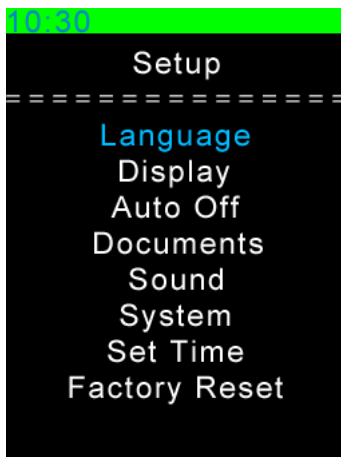 10:30
Setup
===============
Language
Display
Auto Off
Documents
Sound
System
Set Time
Factory Reset